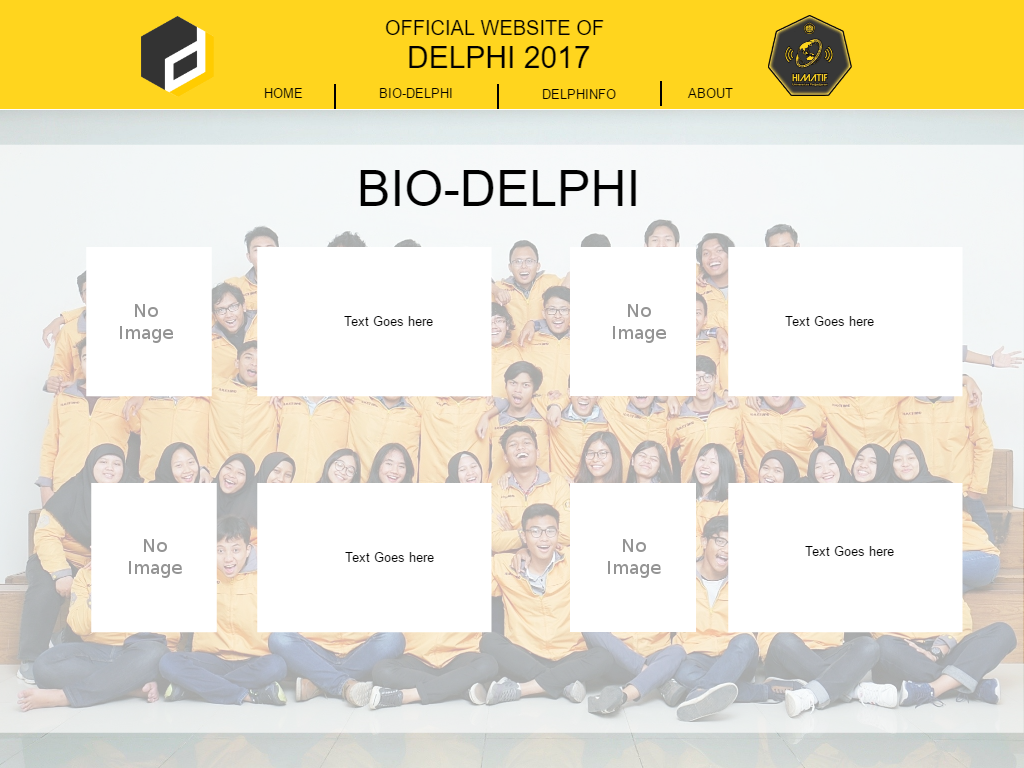 OFFICIAL WEBSITE OF
DELPHI 2017
HIMATIF
HOME
BIO-DELPHI
DELPHINFO
ABOUT
BIO-DELPHI
No
Image
Text Goes here
No
Image
Text Goes here
No
Image
Text Goes here
No
Image
Text Goes here